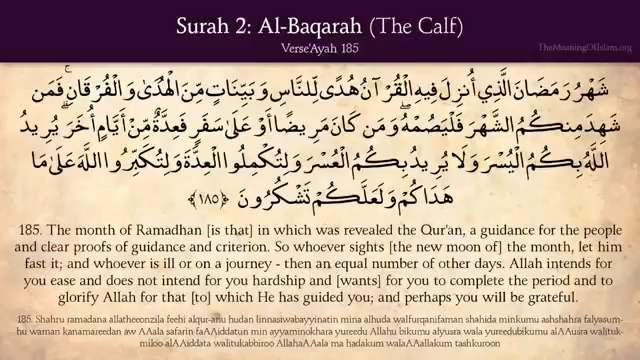 Surah 2: Al-Baqarah (The Calf)
Verse'Ayah 185
TheMeaningOfIslam.org
شَهْرُ رَمَضَانَ الَّذِي أُنزِلَ فِيهِ الْقُرْآنُ هُدًى لِّلنَّاسِ وَبَيِّنَاتٍ مِّنَ الْهُدَىٰ وَالْفُرْقَانِ ۚ فَمَن
شَهِدَ مِنكُمُ الشَّهْرَ فَلْيَصُمْهُ ۖ وَمَن كَانَ مَرِيضًا أَوْ عَلَىٰ سَفَرٍ فَعِدَّةٌ مِّنْ أَيَّامٍ أُخَرَ ۗ يُرِيدُ
اللَّهُ بِكُمُ الْيُسْرَ وَلَا يُرِيدُ بِكُمُ الْعُسْرَ وَلِتُكْمِلُوا الْعِدَّةَ وَلِتُكَبِّرُوا اللَّهَ عَلَىٰ مَا
هَدَاكُمْ وَلَعَلَّكُمْ تَشْكُرُونَ ﴿١٨٥﴾
185. The month of Ramadhan [is that] in which was revealed the Qur'an, a guidance for the people
and clear proofs of guidance and criterion. So whoever sights [the new moon of] the month, let him
fast it; and whoever is ill or on a journey - then an equal number of other days. Allah intends for
you ease and does not intend for you hardship and [wants] for you to complete the period and to
glorify Allah for that [to] which He has guided you; and perhaps you will be grateful.
185. Shahru ramadana allatheeonzila feehi alqur-anu hudan linnasiwabayyinatin mina alhuda walfurqanifaman shahida minkumu ashshahra falyasum-
hu waman kanamareedan aw AAala safarin faAAiddatun min ayyaminokhara yureedu Allahu bikumu alyusra wala yureedubikumu alAAusra walituk-
miloo alAAiddata walitukabbiroo AllahaAAala ma hadakum walaAAallakum tashkuroon